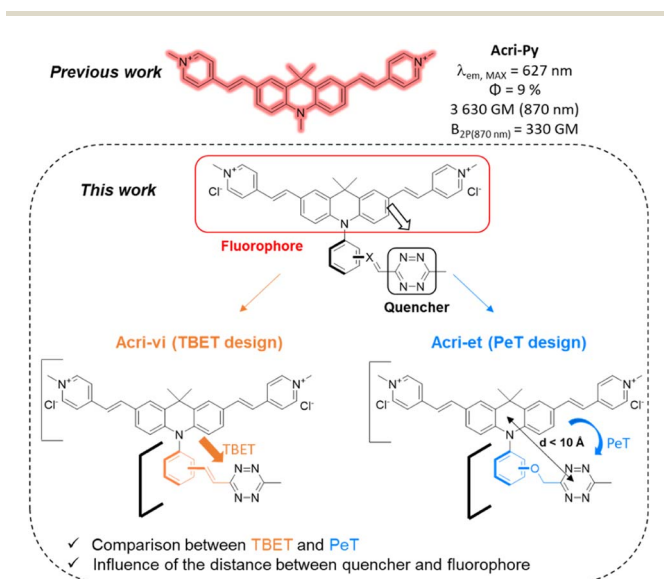 Previous work
N⁺
N⁺
N
Acri-Py
λem, MAX = 627 nm
Φ = 9 %
3 630 GM (870 nm)
B2P(870 nm) = 330 GM
This work
N⁺
Cl⁻
N⁺
Cl⁻
N
Fluorophore
X
N=N
N=N
Quencher
Acri-vi (TBET design)
Acri-et (PeT design)
N⁺
Cl⁻
N⁺
Cl⁻
N
TBET
N=N
N=N
N⁺
Cl⁻
N⁺
Cl⁻
N
d < 10 Å
PeT
O
N=N
N=N
✓ Comparison between TBET and PeT
✓ Influence of the distance between quencher and fluorophore